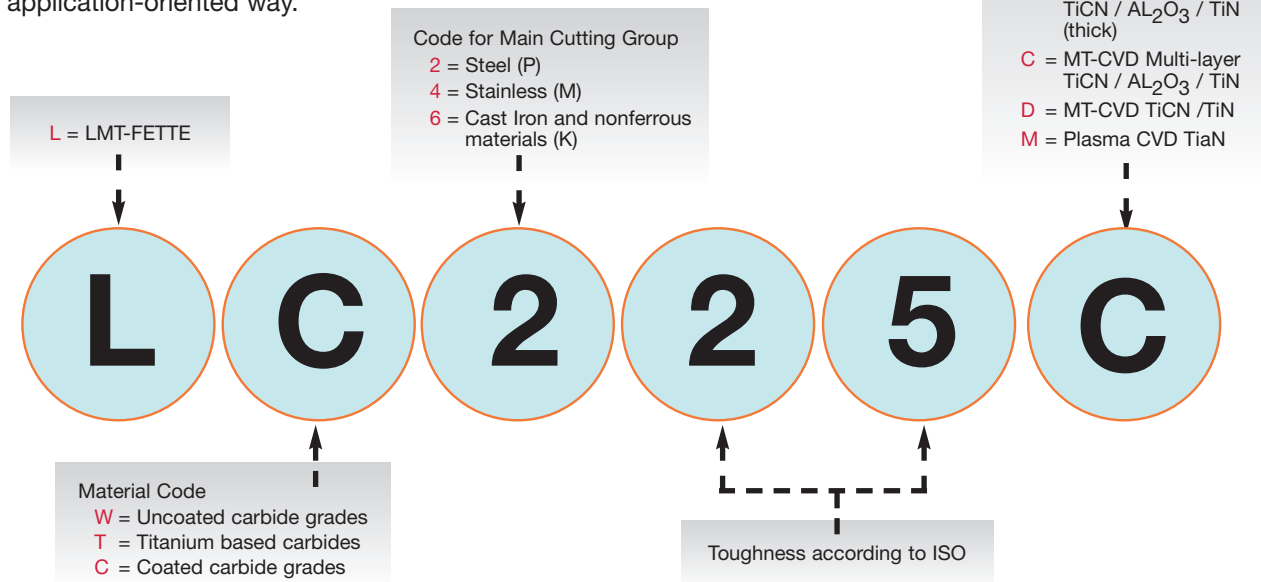 application-oriented way.
TiCN / AL2O3 / TiN
(thick)
C = MT-CVD Multi-layer
TiCN / AL2O3 / TiN
D = MT-CVD TiCN /TiN
M = Plasma CVD TiaN
Code for Main Cutting Group
2 = Steel (P)
4 = Stainless (M)
6 = Cast Iron and nonferrous
materials (K)
L = LMT-FETTE
L C 2 2 5 C
Material Code
W = Uncoated carbide grades
T = Titanium based carbides
C = Coated carbide grades
Toughness according to ISO